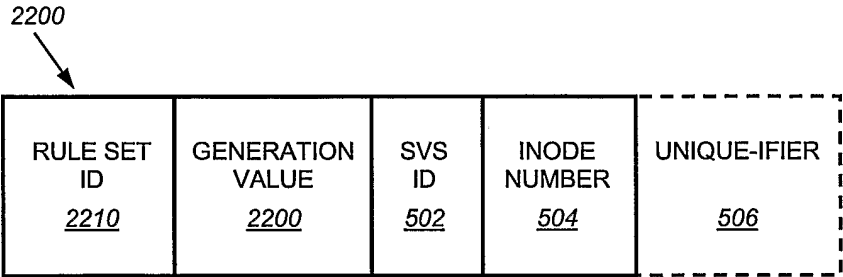 2200
RULE SET GENERATION SVS INODE UNIQUE-IFIER
ID VALUE ID NUMBER
2210 2200 502 504 506